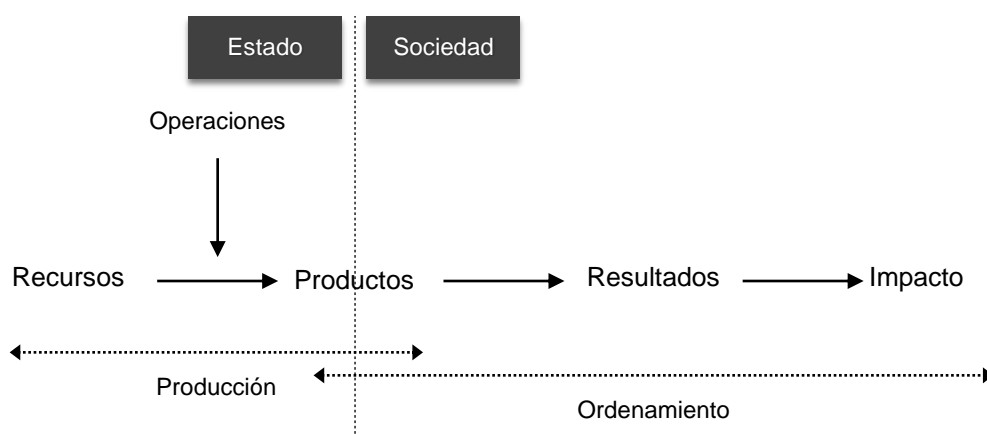 Estado
Sociedad
Operaciones
Recursos
Productos
Resultados
Impacto
Producción
Ordenamiento